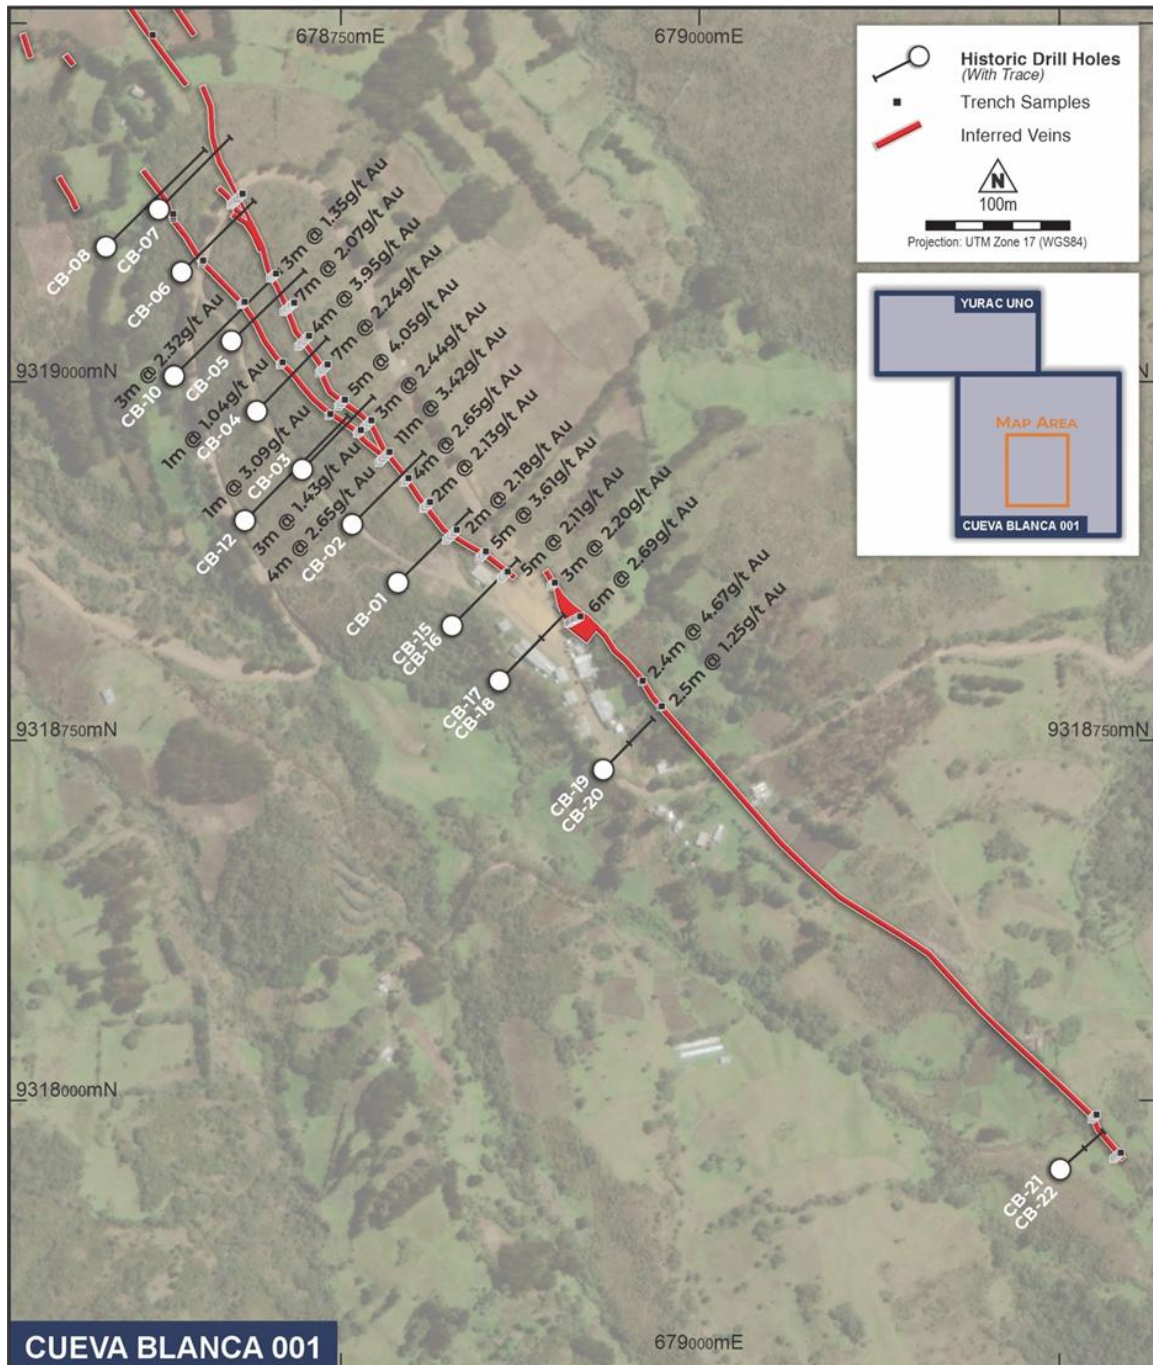 678750mE
679000mE
Historic Drill Holes
(With Trace)
Trench Samples
Inferred Veins
N
100m
Projection: UTM Zone 17 (WGS84)
YURAC UNO
MAP AREA
CUEVA BLANCA 001
3m @ 1.35g/t Au
7m @ 2.07g/t Au
4m @ 3.95g/t Au
7m @ 2.24g/t Au
5m @ 4.05g/t Au
3m @ 2.44g/t Au
11m @ 3.42g/t Au
4m @ 2.65g/t Au
2m @ 2.13g/t Au
2m @ 2.18g/t Au
5m @ 3.61g/t Au
5m @ 2.11g/t Au
3m @ 2.20g/t Au
6m @ 2.69g/t Au
2.4m @ 4.67g/t Au
2.5m @ 1.25g/t Au
CB-08
CB-07
CB-06
3m @ 2.32g/t Au
CB-10
CB-05
9319000mN
1m @ 1.04g/t Au
CB-04
1m @ 3.09g/t Au
CB-03
CB-12
3m @ 1.43g/t Au
4m @ 2.65g/t Au
CB-02
CB-01
CB-15
CB-16
CB-17
CB-18
9318750mN
9318750mN
CB-19
CB-20
9318000mN
CB-21
CB-22
679000mE
CUEVA BLANCA 001